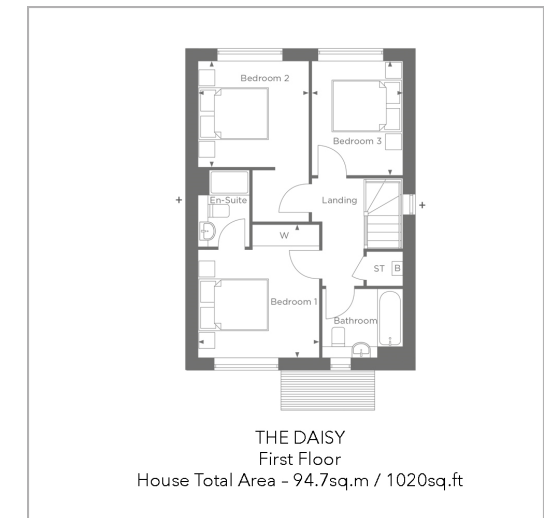 Bedroom 2
Bedroom 3
En-Suite
Landing
W
ST
B
Bedroom 1
Bathroom
THE DAISY
First Floor
House Total Area - 94.7sq.m / 1020sq.ft